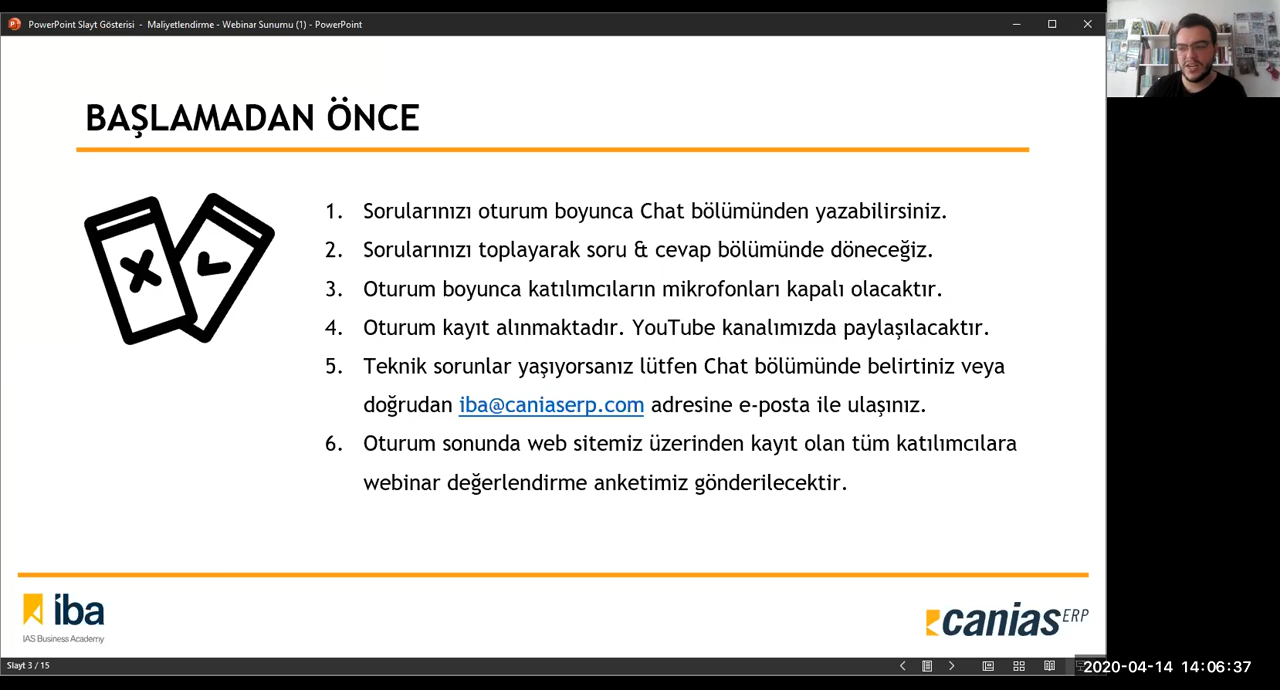 PowerPoint Slayt Gösterisi - Maliyetlendirme - Webinar Sunumu (1) - PowerPoint
BAŞLAMADAN ÖNCE
1. Sorularınızı oturum boyunca Chat bölümünden yazabilirsiniz.
2. Sorularınızı toplayarak soru & cevap bölümünde döneceğiz.
3. Oturum boyunca katılımcıların mikrofonları kapalı olacaktır.
4. Oturum kayıt alınmaktadır. YouTube kanalımızda paylaşılacaktır.
5. Teknik sorunlar yaşıyorsanız lütfen Chat bölümünde belirtiniz veya
doğrudan iba@caniaserp.com adresine e-posta ile ulaşınız.
6. Oturum sonunda web sitemiz üzerinden kayıt olan tüm katılımcılara
webinar değerlendirme anketimiz gönderilecektir.
iba
IAS Business Academy
canias ERP
Slayt 3 / 15
2020-04-14 14:06:37